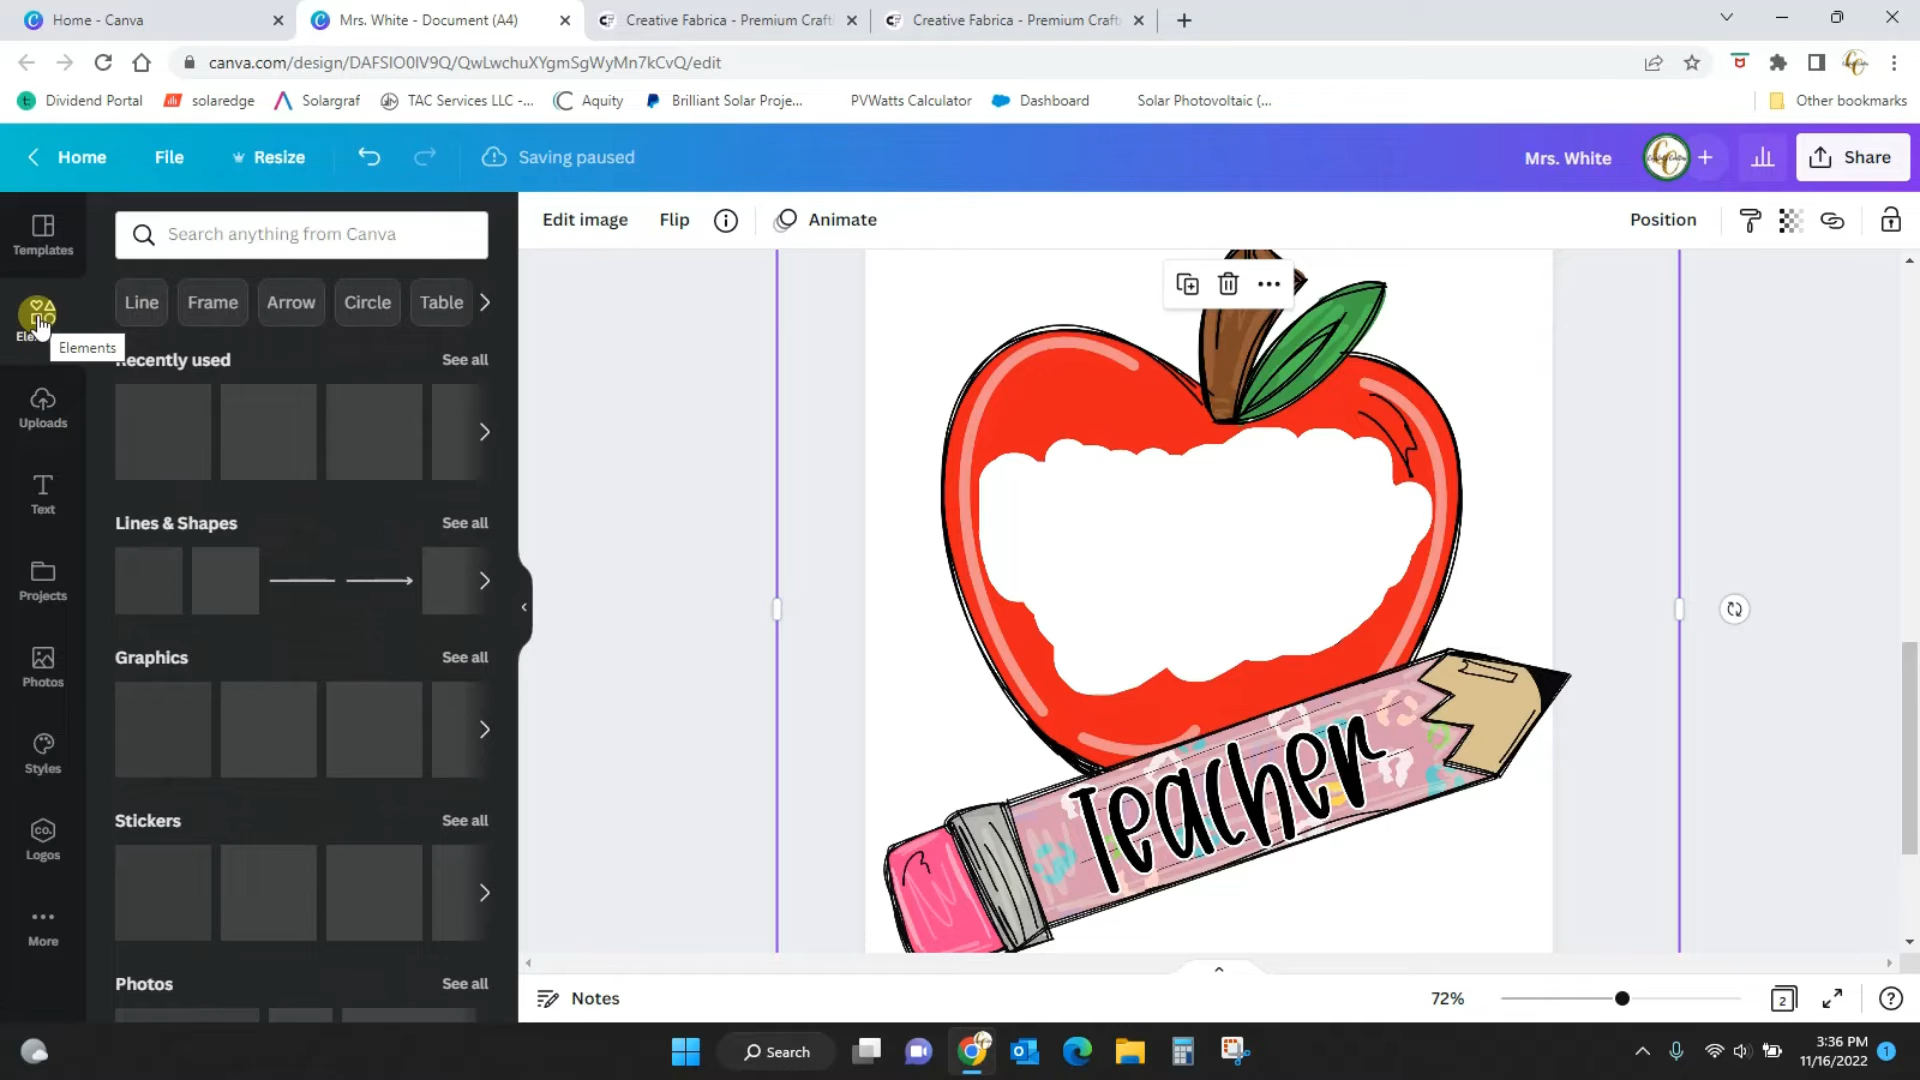 Home - Canva
Mrs. White - Document (A4)
Creative Fabrica - Premium Craft
Creative Fabrica - Premium Craft
canva.com/design/DAFSIO0IV9Q/QwLwchuXYgmSgWyMn7kCvQ/edit
Dividend Portal
solaredge
Solargraf
TAC Services LLC -...
Aquity
Brilliant Solar Proje...
PVWatts Calculator
Dashboard
Solar Photovoltaic (...
Other bookmarks
Home
File
Resize
Saving paused
Mrs. White
Share
Templates
Search anything from Canva
Edit image
Flip
Animate
Position
Line
Frame
Arrow
Circle
Table
Ele
Elements
Recently used
See all
Uploads
Text
Lines & Shapes
See all
Projects
Graphics
See all
Photos
Styles
Stickers
See all
CO.
Logos
More
Photos
See all
Teacher
Notes
72%
2
Search
3:36 PM
11/16/2022
1